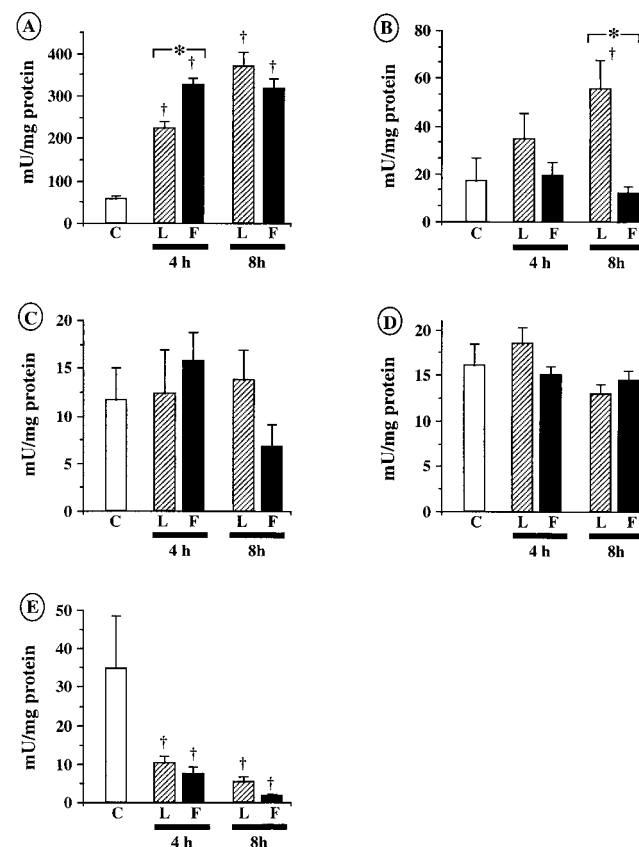 A
mU/mg protein
400
300
200
100
0
*
†
†
†
†
C L F L F
4 h 8h
B
mU/mg protein
80
60
40
20
0
*
†
C L F L F
4 h 8h
C
mU/mg protein
20
15
10
5
0
C L F L F
4 h 8h
D
mU/mg protein
20
15
10
5
0
C L F L F
4 h 8h
E
mU/mg protein
50
40
30
20
10
0
†
†
†
†
C L F L F
4 h 8h